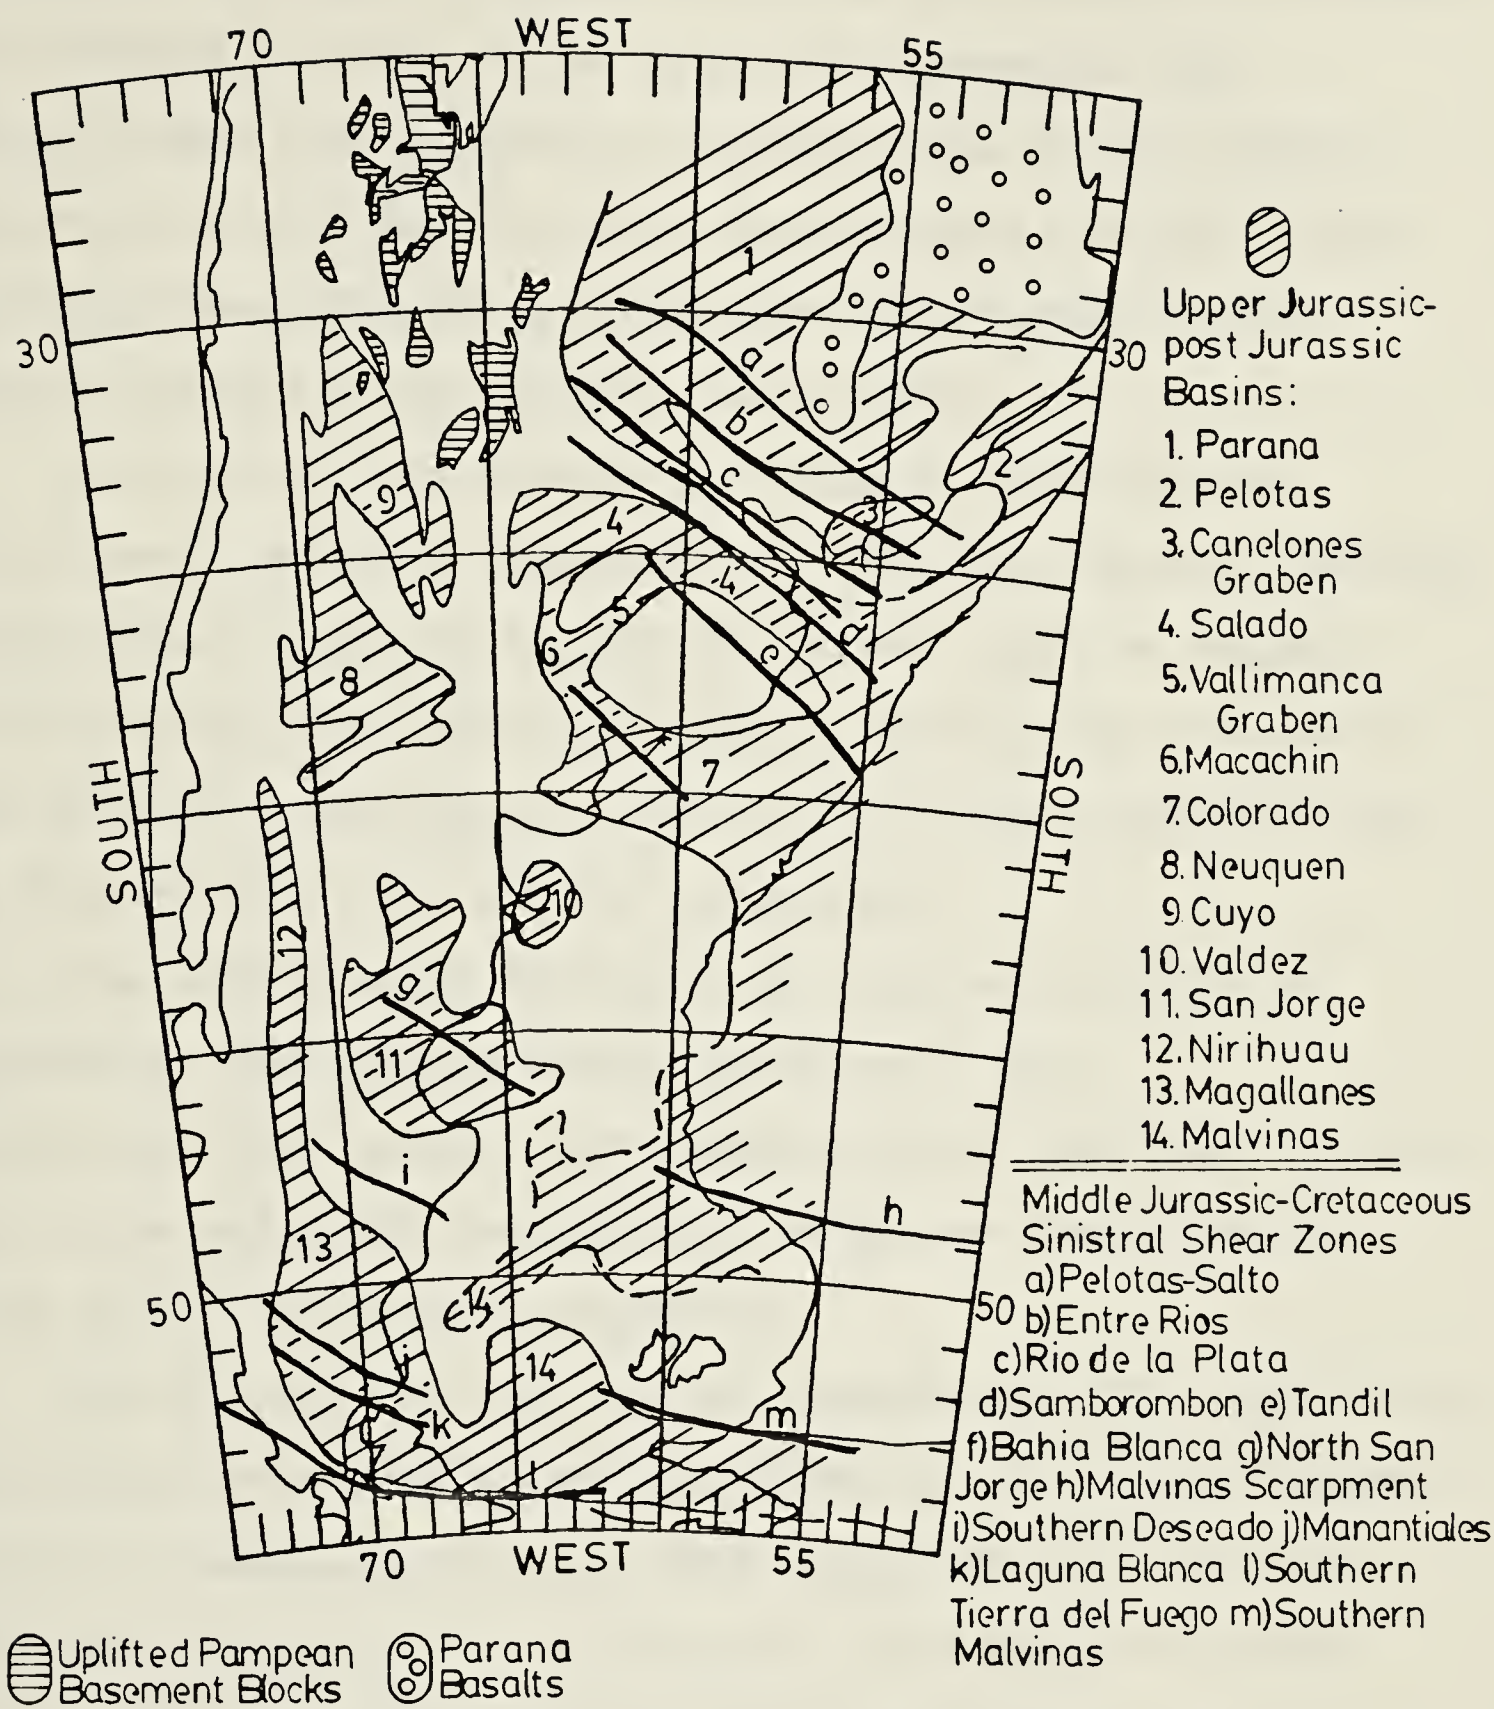 70
WEST
55
30
30
SOUTH
SOUTH
50
50
70
WEST
55
1
2
3
4
4
5
6
7
8
9
10
11
12
13
14
a
b
c
d
e
f
g
h
i
j
k
l
m
Upper Jurassic-
post Jurassic
Basins:
1. Parana
2. Pelotas
3. Canelones
Graben
4. Salado
5. Vallimanca
Graben
6. Macachin
7. Colorado
8. Neuquen
9 Cuyo
10. Valdez
11. San Jorge
12. Nirihuau
13. Magallanes
14. Malvinas
Middle Jurassic-Cretaceous
Sinistral Shear Zones
a) Pelotas-Salto
b) Entre Rios
c) Rio de la Plata
d) Samborombon e) Tandil
f) Bahia Blanca g) North San
Jorge h) Malvinas Scarpment
i) Southern Deseado j) Manantiales
k) Laguna Blanca l) Southern
Tierra del Fuego m) Southern
Malvinas
Uplifted Pampean
Basement Blocks
Parana
Basalts